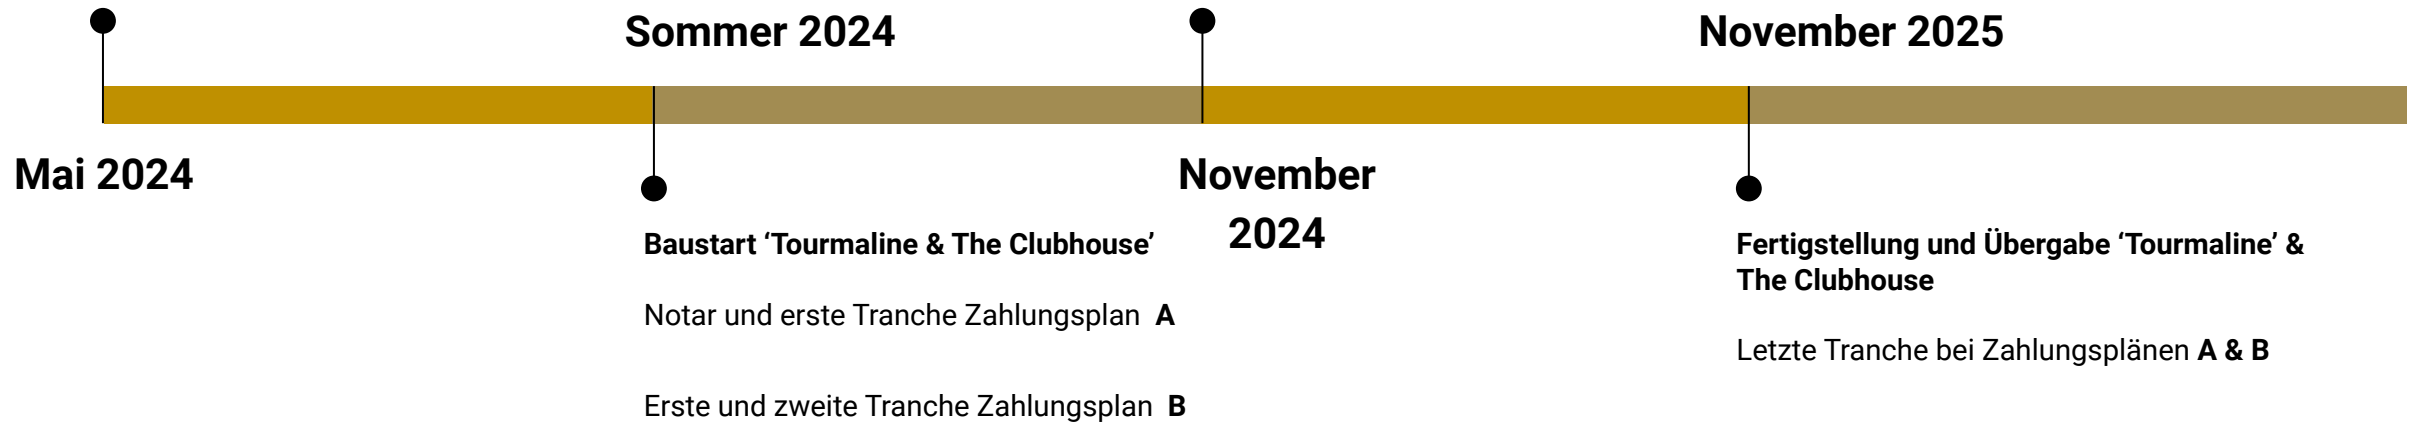 Sommer 2024
November 2025
Mai 2024
November
2024
Baustart ‘Tourmaline & The Clubhouse’
Notar und erste Tranche Zahlungsplan A
Erste und zweite Tranche Zahlungsplan B
Fertigstellung und Übergabe ‘Tourmaline’ &
The Clubhouse
Letzte Tranche bei Zahlungsplänen A & B